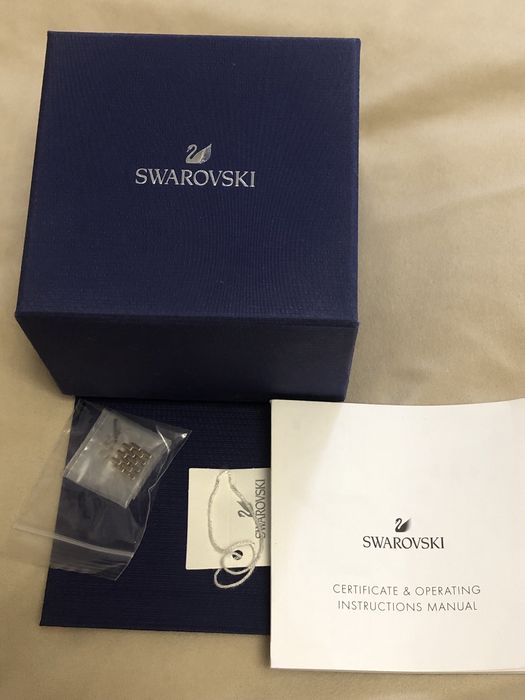 SWAROVSKI
SWAROVSKI
SWAROVSKI
CERTIFICATE & OPERATING
INSTRUCTIONS MANUAL